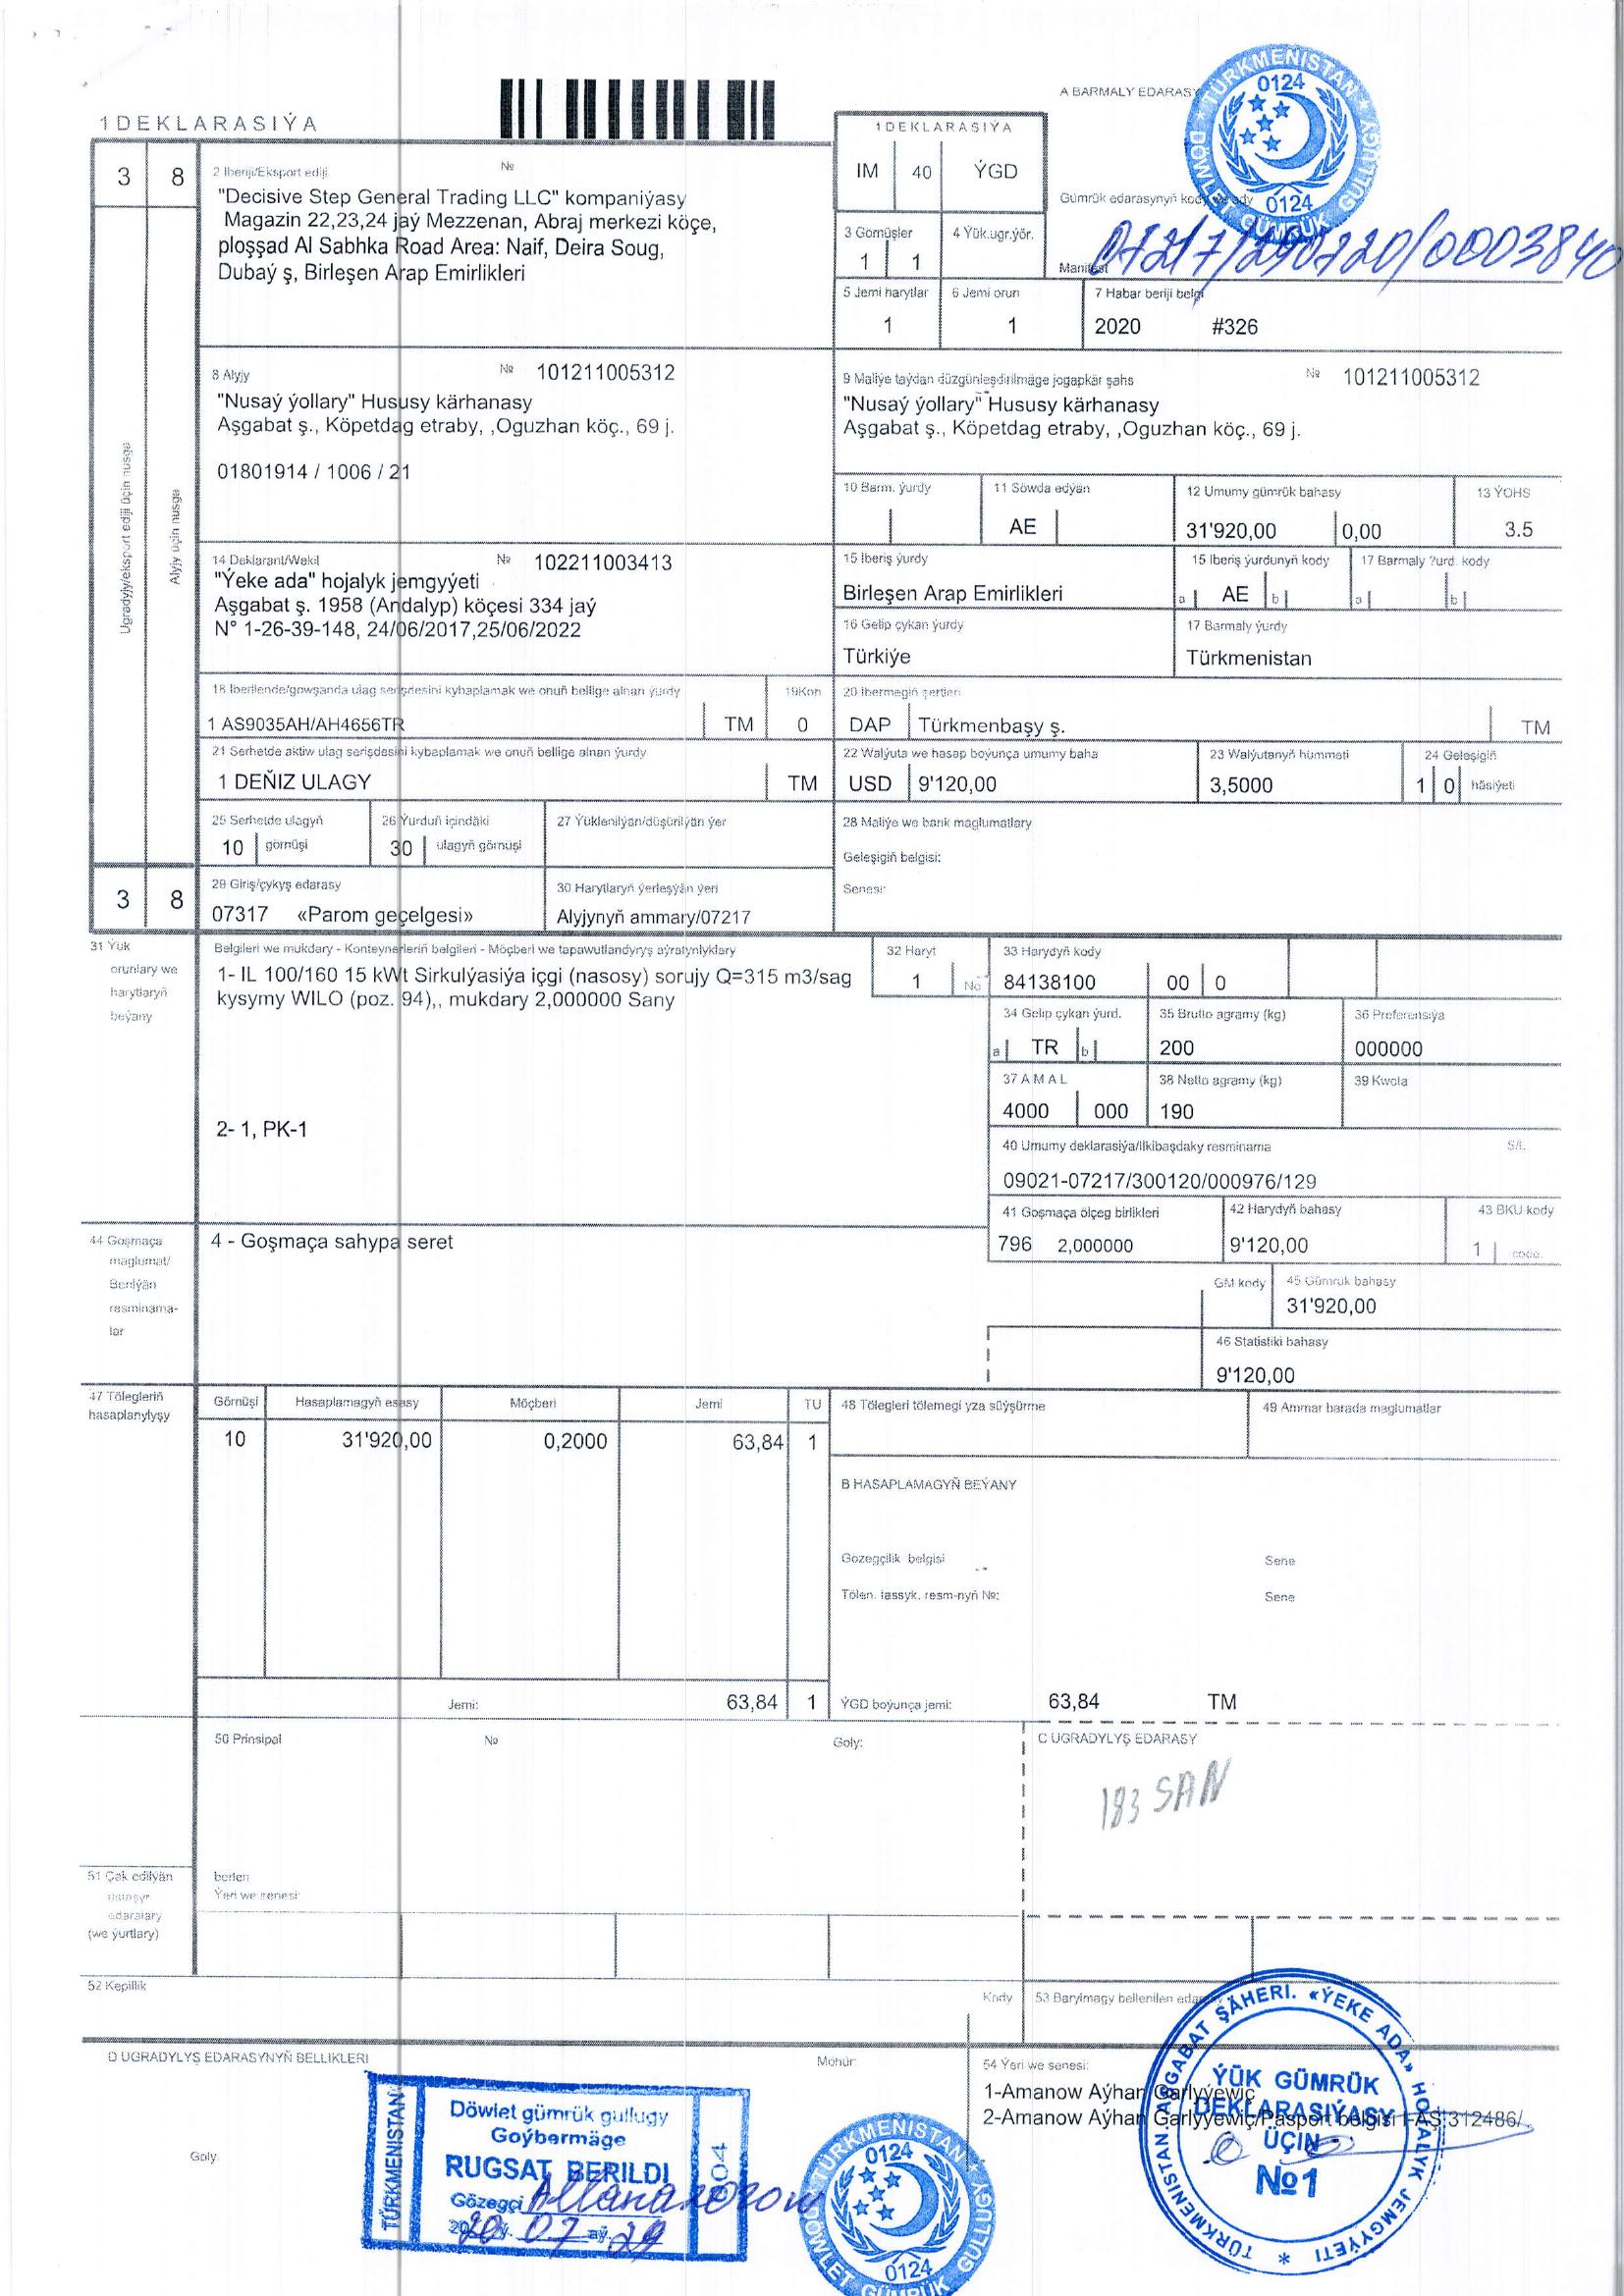 1 DEKLARASIÝA
A BARMALY EDARASY
TÜRKMENISTAN
DÖWLET GÜMRÜK GULLUGY
0124
0124
1 DEKLARASIÝA
IM 40 ÝGD
Gümrük edarasynyň kody we ady
07217/290720/0003840
Manifest
3 8
2 Iberiji/Eksport ediji №
"Decisive Step General Trading LLC" kompaniýasy
Magazin 22,23,24 jaý Mezzenan, Abraj merkezi köçe,
ploşşad Al Sabhka Road Area: Naif, Deira Soug,
Dubaý ş, Birleşen Arap Emirlikleri
3 Görnüşler
1 1
4 Ýük.ugr.ýör.
5 Jemi harytlar
1
6 Jemi orun
1
7 Habar beriji belgi
2020 #326
Ugradyjy/eksport ediji üçin nusga
Alyjy üçin nusga
8 Alyjy № 101211005312
"Nusaý ýollary" Hususy kärhanasy
Aşgabat ş., Köpetdag etraby, ,Oguzhan köç., 69 j.
01801914 / 1006 / 21
9 Maliýe taýdan düzgünleşdirilmäge jogapkär şahs № 101211005312
"Nusaý ýollary" Hususy kärhanasy
Aşgabat ş., Köpetdag etraby, ,Oguzhan köç., 69 j.
10 Barm. ýurdy
11 Söwda edýän
AE
12 Umumy gümrük bahasy
31'920,00 0,00
13 ÝOHS
3.5
14 Deklarant/Wekil № 102211003413
"Ýeke ada" hojalyk jemgyýeti
Aşgabat ş. 1958 (Andalyp) köçesi 334 jaý
N° 1-26-39-148, 24/06/2017,25/06/2022
15 Iberiş ýurdy
Birleşen Arap Emirlikleri
15 Iberiş ýurdunyň kody
a AE b
17 Barmaly ?urd. kody
a b
16 Gelip çykan ýurdy
Türkiýe
17 Barmaly ýurdy
Türkmenistan
18 Iberilende/gowşanda ulag serişdesini kybaplamak we onuň bellige alnan ýurdy
1 AS9035AH/AH4656TR TM
19Kon
0
20 Ibermegiň şertleri
DAP Türkmenbaşy ş. TM
21 Serhetde aktiw ulag serişdesini kybaplamak we onuň bellige alnan ýurdy
1 DEŇIZ ULAGY TM
22 Walýuta we hasap boýunça umumy baha
USD 9'120,00
23 Walýutanyň hümmeti
3,5000
24 Geleşigiň
1 0 häsiýeti
25 Serhetde ulagyň
10 görnüşi
26 Ýurduň içindäki
30 ulagyň görnüşi
27 Ýüklenilýän/düşürilýän ýer
28 Maliýe we bank maglumatlary
Geleşigiň belgisi:
Senesi:
3 8
29 Giriş/çykyş edarasy
07317 «Parom geçelgesi»
30 Harytlaryň ýerleşýän ýeri
Alyjynyň ammary/07217
31 Ýük
orunlary we
harytlaryň
beýany
Belgileri we mukdary - Konteýnerleriň belgileri - Möçberi we tapawutlandyryş aýratynlyklary
1- IL 100/160 15 kWt Sirkulýasiýa içgi (nasosy) sorujy Q=315 m3/sag
kysymy WILO (poz. 94),, mukdary 2,000000 Sany
2- 1, PK-1
32 Haryt
1 №
33 Harydyň kody
84138100 00 0
34 Gelip çykan ýurd.
a TR b
35 Brutto agramy (kg)
200
36 Preferensiýa
000000
37 A M A L
4000 000
38 Netto agramy (kg)
190
39 Kwota
40 Umumy deklarasiýa/Ilkibaşdaky resminama S/L
09021-07217/300120/000976/129
41 Goşmaça ölçeg birlikleri
796 2,000000
42 Harydyň bahasy
9'120,00
43 BKU kody
1
44 Goşmaça
maglumat/
Berilýän
resminama-
lar
4 - Goşmaça sahypa seret
GM kody
45 Gümrük bahasy
31'920,00
46 Statistiki bahasy
9'120,00
47 Tölegleriň
hasaplanylyşy
Görnüşi Hasaplamagyň esasy Möçberi Jemi TU
10 31'920,00 0,2000 63,84 1
Jemi: 63,84 1
48 Tölegleri tölemegi yza süýşürme
49 Ammar barada maglumatlar
B HASAPLAMAGYŇ BEÝANY
Gözegçilik belgisi Sene
Tölen. tassyk. resm-nyň №: Sene
ÝGD boýunça jemi: 63,84 TM
50 Prinsipal № Goly:
C UGRADYLYŞ EDARASY
183 SAN
51 Çak edilýän
edaralary
(we ýurtlary)
berlen
Ýeri we senesi:
52 Kepillik Kody
53 Barylmagy bellenilen edara
D UGRADYLYŞ EDARASYNYŇ BELLIKLERI
Möhür:
Goly
54 Ýeri we senesi:
1-Amanow Aýhan Garlyýewiç
2-Amanow Aýhan Garlyýewiç/Pasport belgisi I-AŞ 312486/
TÜRKMENISTAN
Döwlet gümrük gullugy
Goýbermäge
RUGSAT BERILDI
Gözegçi
2020 ý. 07 aý. 29
TÜRKMENISTAN
DÖWLET GÜMRÜK GULLUGY
0124
0124
TÜRKMENISTAN. AŞGABAT ŞÄHERI. «ÝEKE ADA» HOJALYK JEMGYÝETI
ÝÜK GÜMRÜK
DEKLARASIÝASY
ÜÇIN
№1